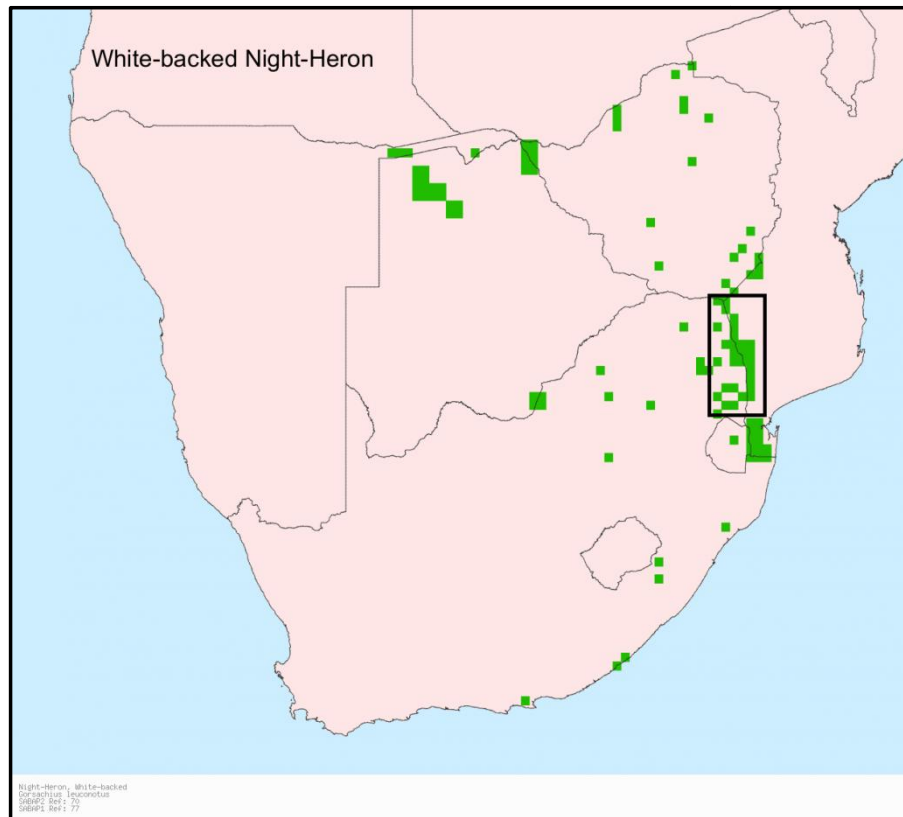 White-backed Night-Heron
Night-Heron, White-backed
Gorsachius leuconotus
SABAP2 Ref: 70
SABAP1 Ref: 77